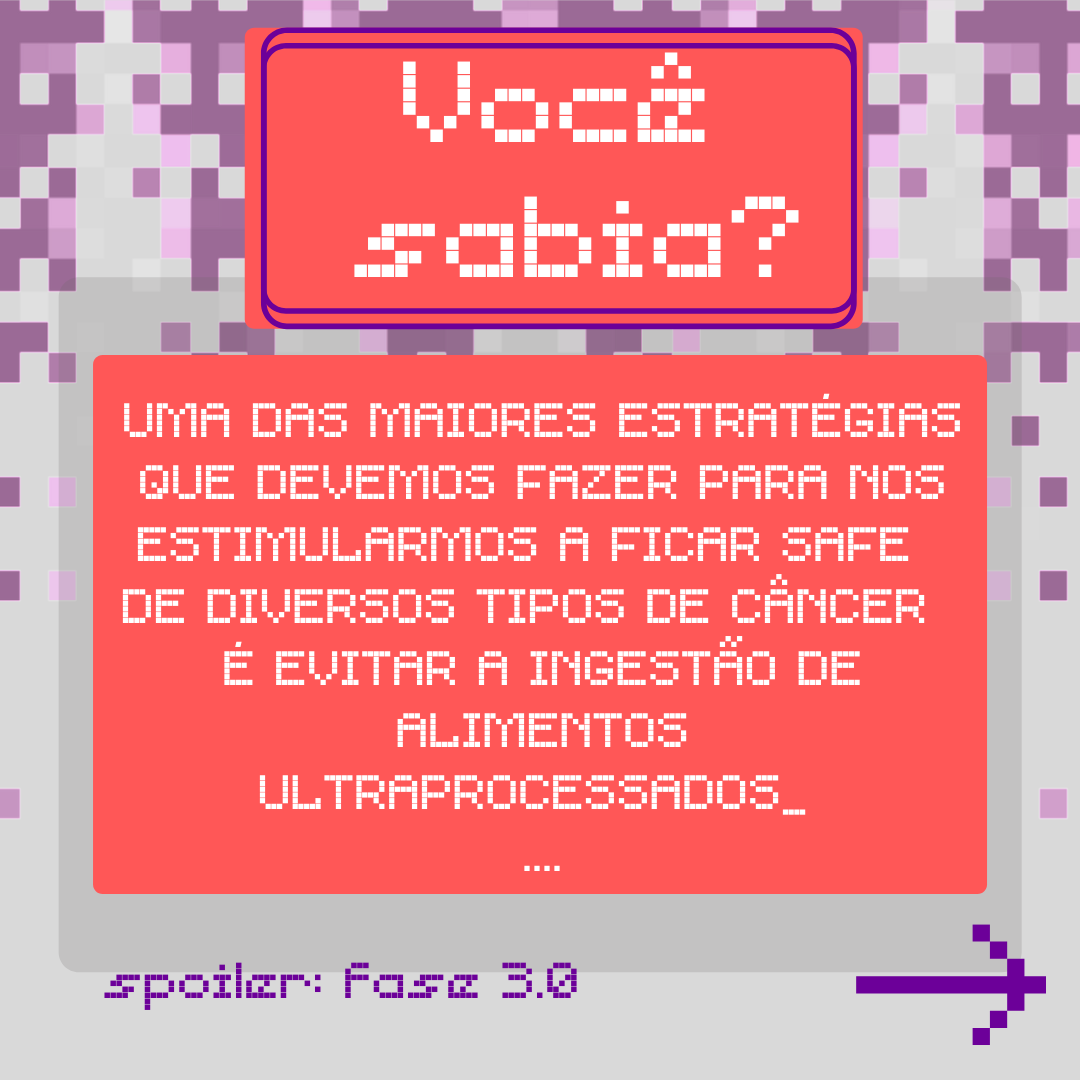 Você
sabia?
UMA DAS MAIORES ESTRATÉGIAS
QUE DEVEMOS FAZER PARA NOS
ESTIMULARMOS A FICAR SAFE
DE DIVERSOS TIPOS DE CÂNCER
É EVITAR A INGESTÃO DE
ALIMENTOS
ULTRAPROCESSADOS_
....
spoiler: fase 3.0